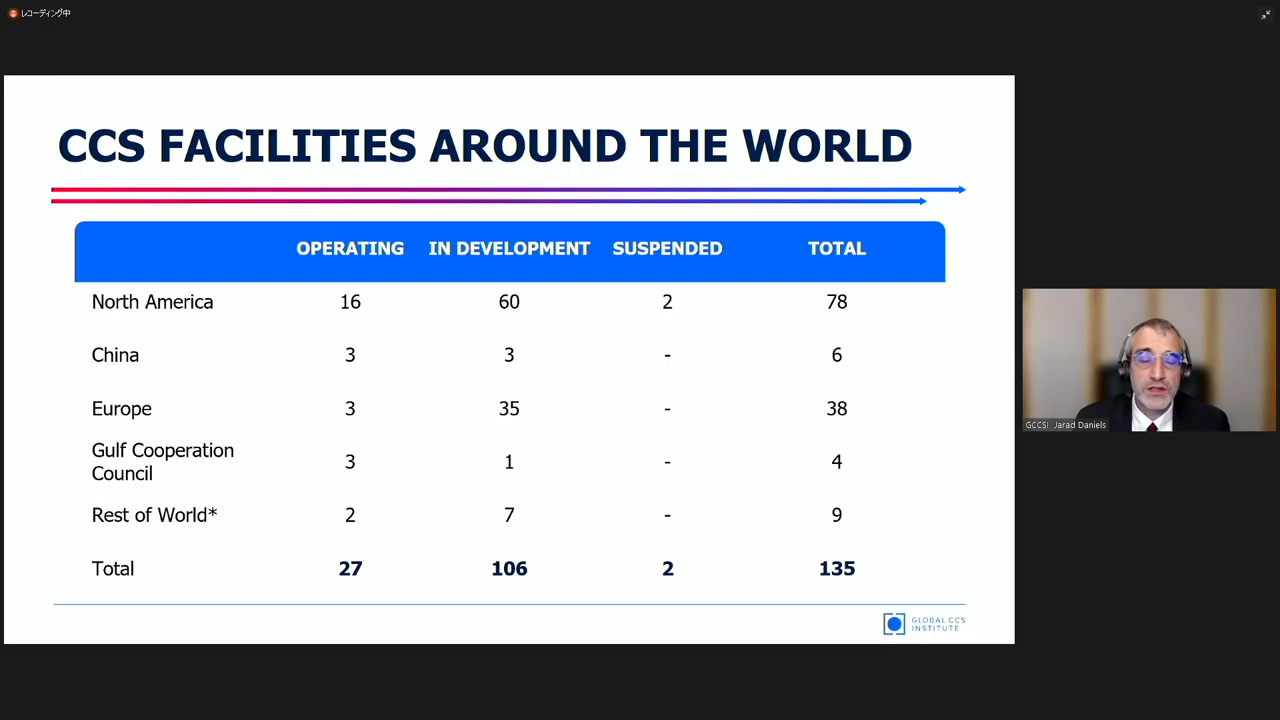 レコーディング中
CCS FACILITIES AROUND THE WORLD
OPERATING IN DEVELOPMENT SUSPENDED TOTAL
North America 16 60 2 78
China 3 3 - 6
Europe 3 35 - 38
Gulf Cooperation
Council 3 1 - 4
Rest of World* 2 7 - 9
Total 27 106 2 135
GLOBAL CCS
INSTITUTE
GCCSI Jarad Daniels